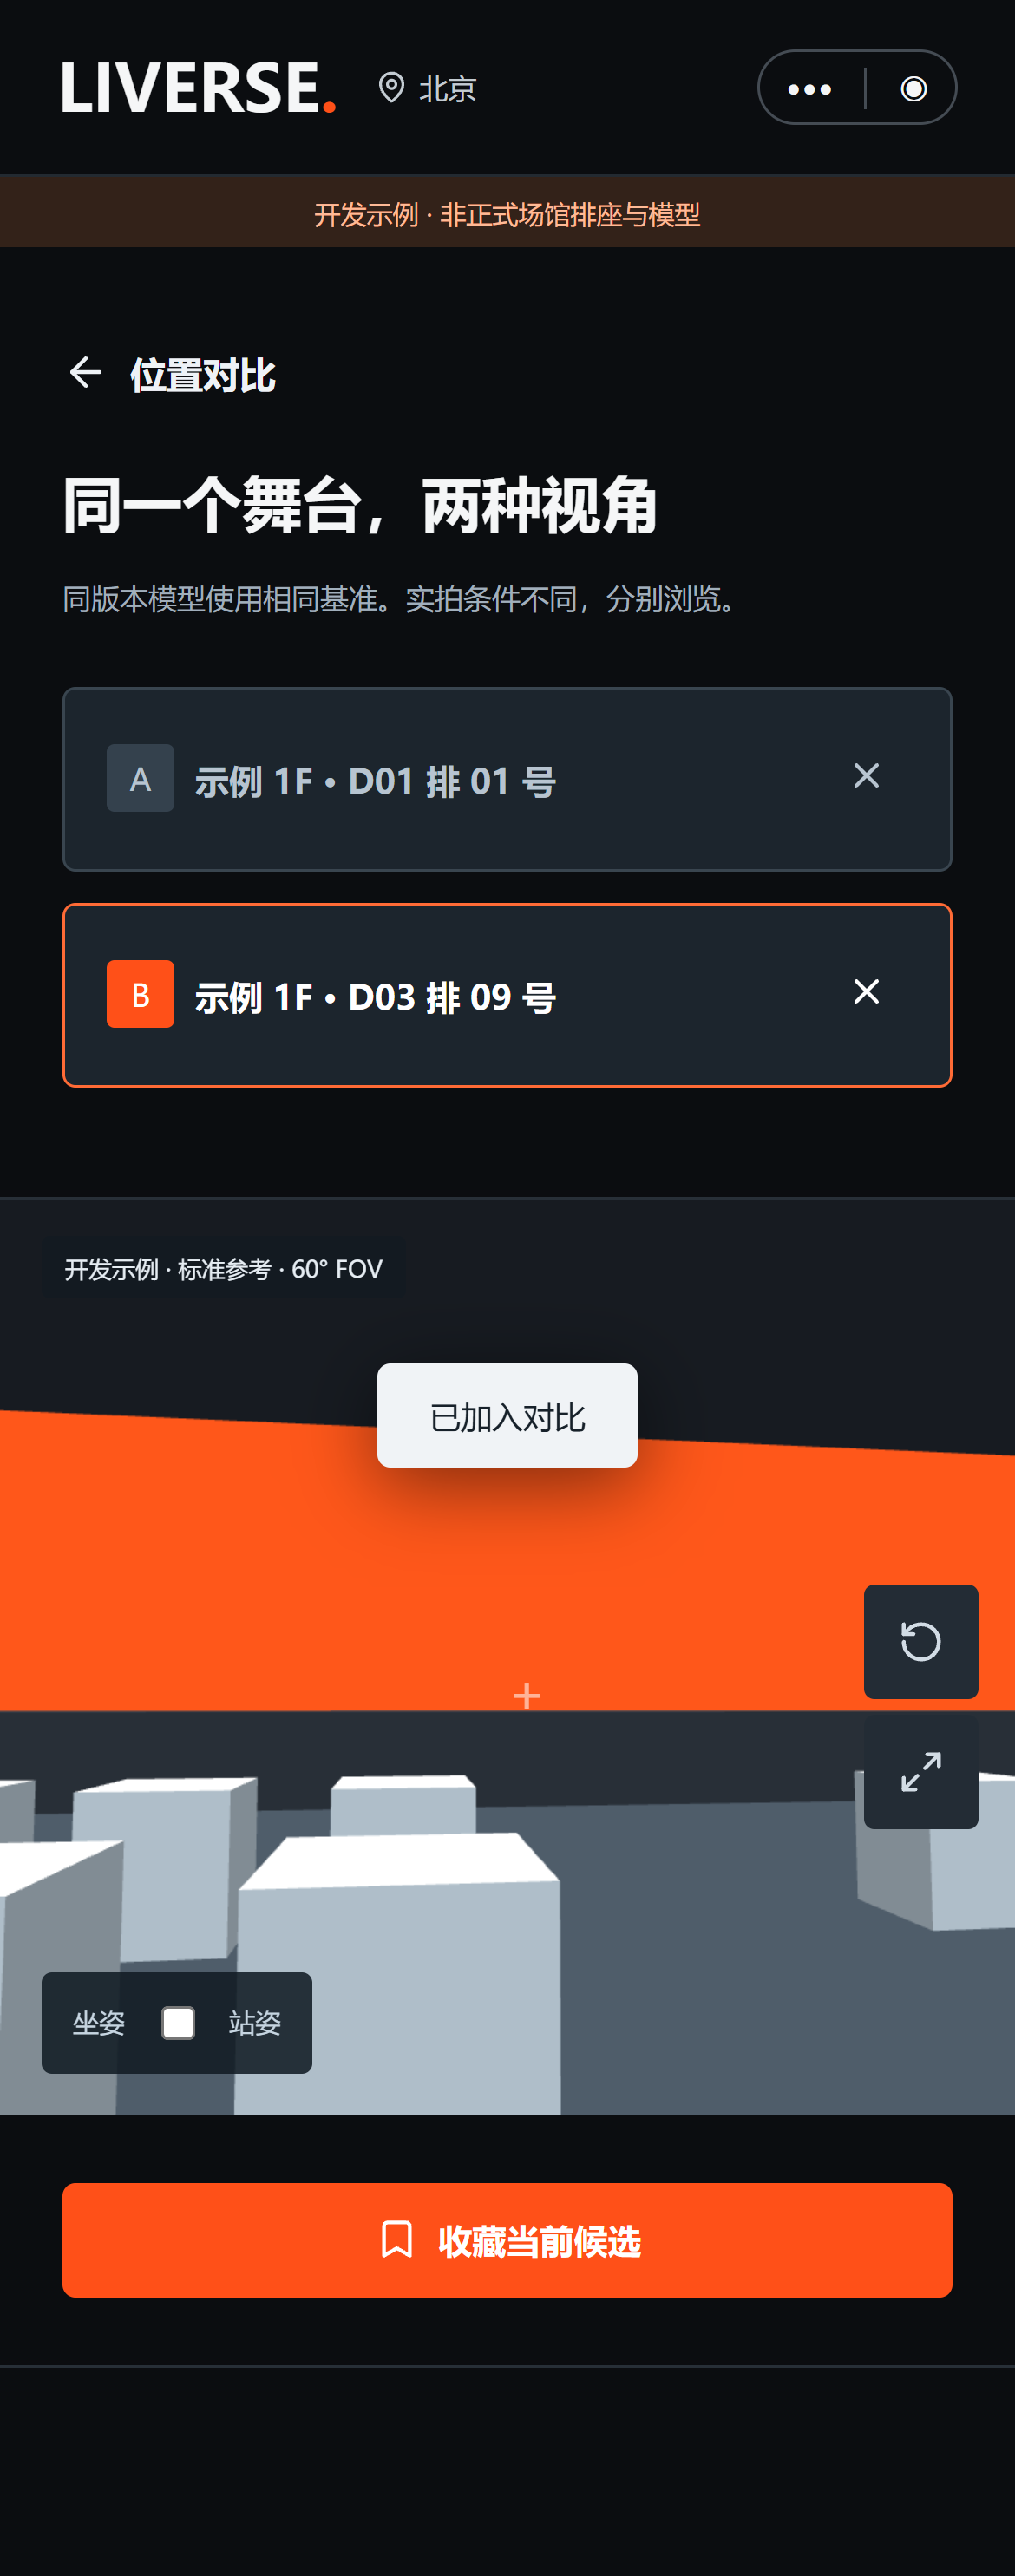 LIVERSE. 北京
开发示例 · 非正式场馆排座与模型
位置对比
同一个舞台，两种视角
同版本模型使用相同基准。实拍条件不同，分别浏览。
A 示例 1F • D01 排 01 号
B 示例 1F • D03 排 09 号
开发示例 · 标准参考 · 60° FOV
已加入对比
坐姿 站姿
收藏当前候选